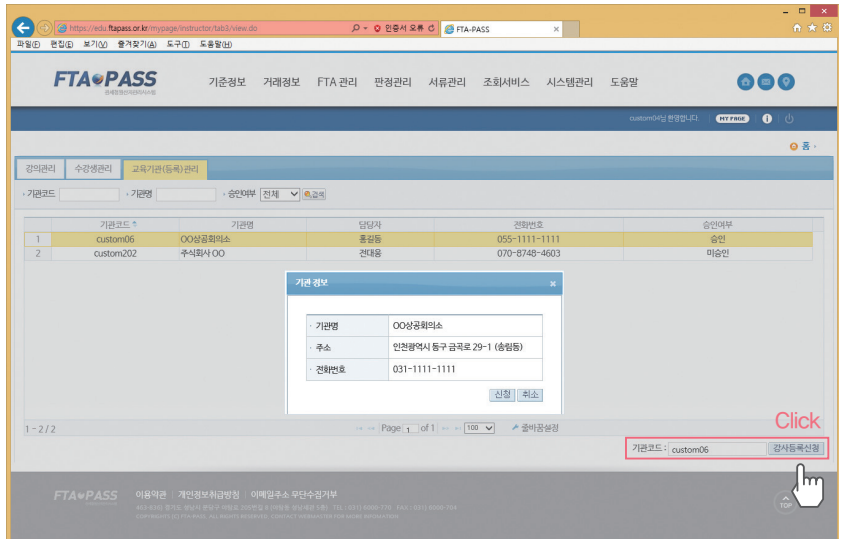 https://edu.ftapass.or.kr/mypage/instructor/tab3/view.do
인증서 오류
FTA-PASS
파일(F) 편집(E) 보기(V) 즐겨찾기(A) 도구(T) 도움말(H)
FTA PASS
기준정보 거래정보 FTA 관리 판정관리 서류관리 조회서비스 시스템관리 도움말
custom04님 환영합니다. MY PAGE
홈
강의관리 수강생관리 교육기관(등록)관리
기관코드 기관명 승인여부 전체 검색
기관코드 기관명 담당자 전화번호 승인여부
1 custom06 OO상공회의소 홍길동 055-1111-1111 승인
2 custom202 주식회사 OO 전대웅 070-8748-4603 미승인
기관 정보
기관명 OO상공회의소
주소 인천광역시 동구 금곡로 29-1 (송림동)
전화번호 031-1111-1111
신청 취소
1 - 2 / 2 Page 1 of 1 100 줄바꿈설정
Click
기관코드 : custom06 강사등록신청
FTA PASS 이용약관 개인정보취급방침 이메일주소 무단수집거부
TOP